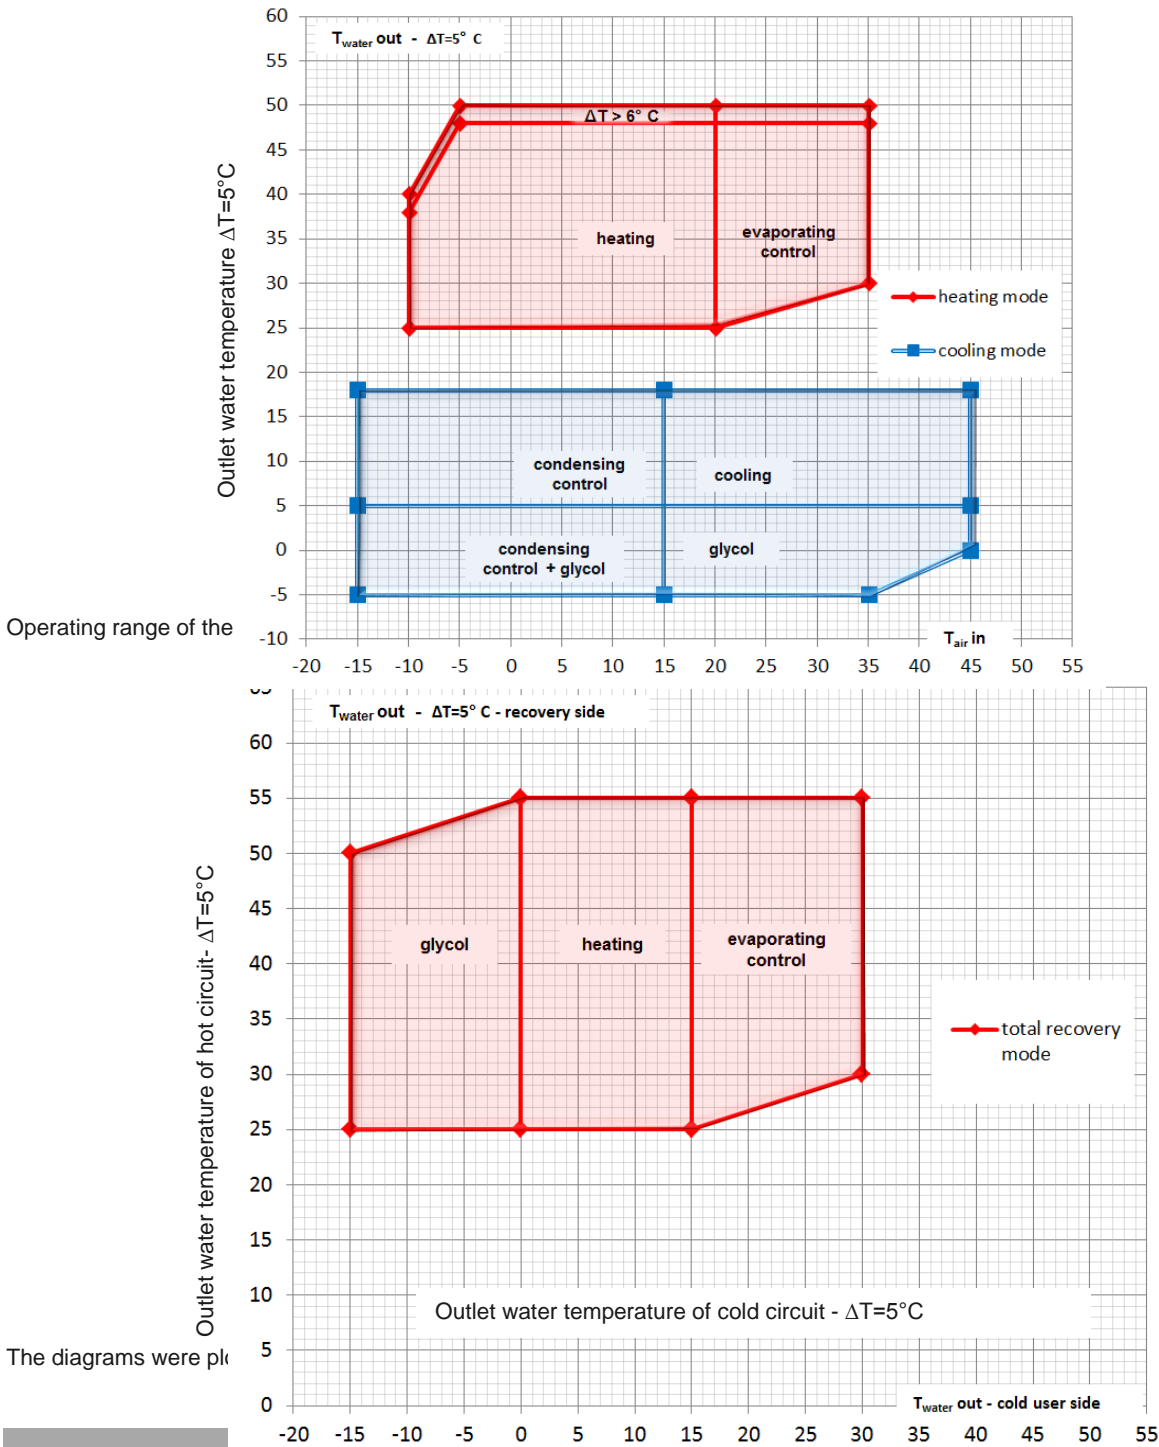 60
T_water out - ΔT=5° C
55
50
ΔT > 6° C
45
40
35
heating
evaporating
control
30
heating mode
25
cooling mode
20
15
10
condensing
control
cooling
5
0
condensing
control + glycol
glycol
-5
-10
T_air in
-20 -15 -10 -5 0 5 10 15 20 25 30 35 40 45 50 55
Outlet water temperature ΔT=5°C
Operating range of the
T_water out - ΔT=5° C - recovery side
60
55
50
45
glycol
heating
evaporating
control
40
35
total recovery
mode
30
25
20
15
10
Outlet water temperature of cold circuit - ΔT=5°C
5
0
T_water out - cold user side
-20 -15 -10 -5 0 5 10 15 20 25 30 35 40 45 50 55
Outlet water temperature of hot circuit- ΔT=5°C
The diagrams were